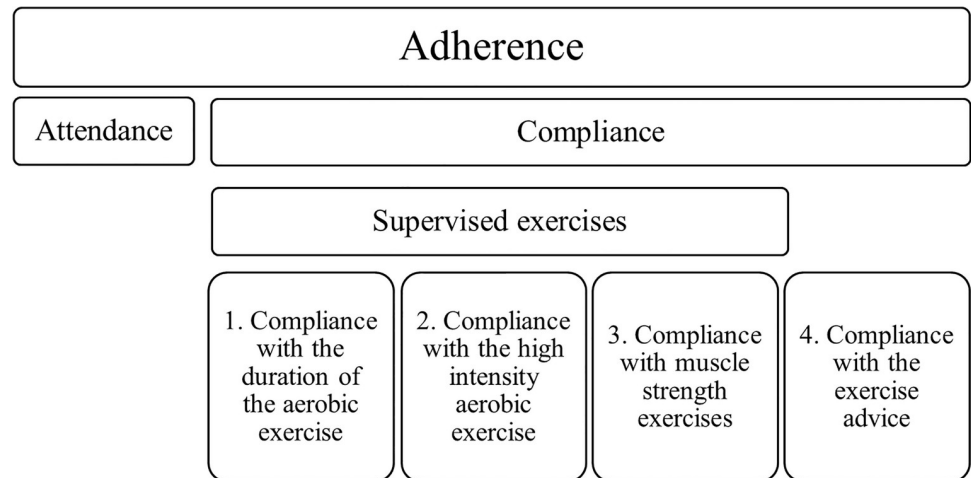 Adherence
Attendance
Compliance
Supervised exercises
1. Compliance
with the
duration of
the aerobic
exercise
2. Compliance
with the high
intensity
aerobic
exercise
3. Compliance
with muscle
strength
exercises
4. Compliance
with the
exercise
advice